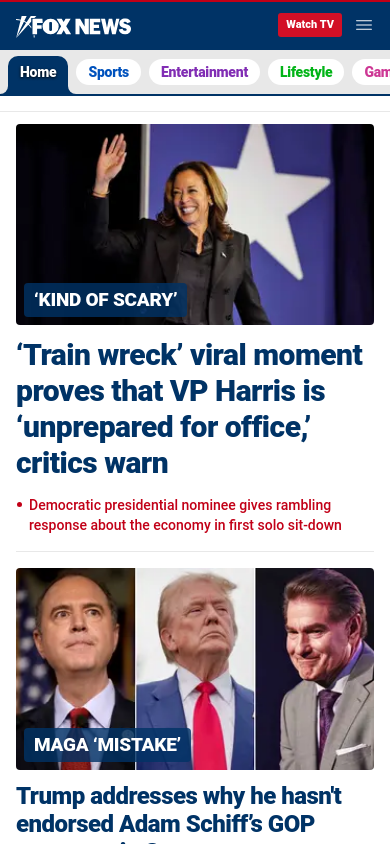 FOX NEWS
Watch TV
Home
Sports
Entertainment
Lifestyle
‘KIND OF SCARY’
‘Train wreck’ viral moment
proves that VP Harris is
‘unprepared for office,’
critics warn
Democratic presidential nominee gives rambling
response about the economy in first solo sit-down
MAGA ‘MISTAKE’
Trump addresses why he hasn't
endorsed Adam Schiff’s GOP